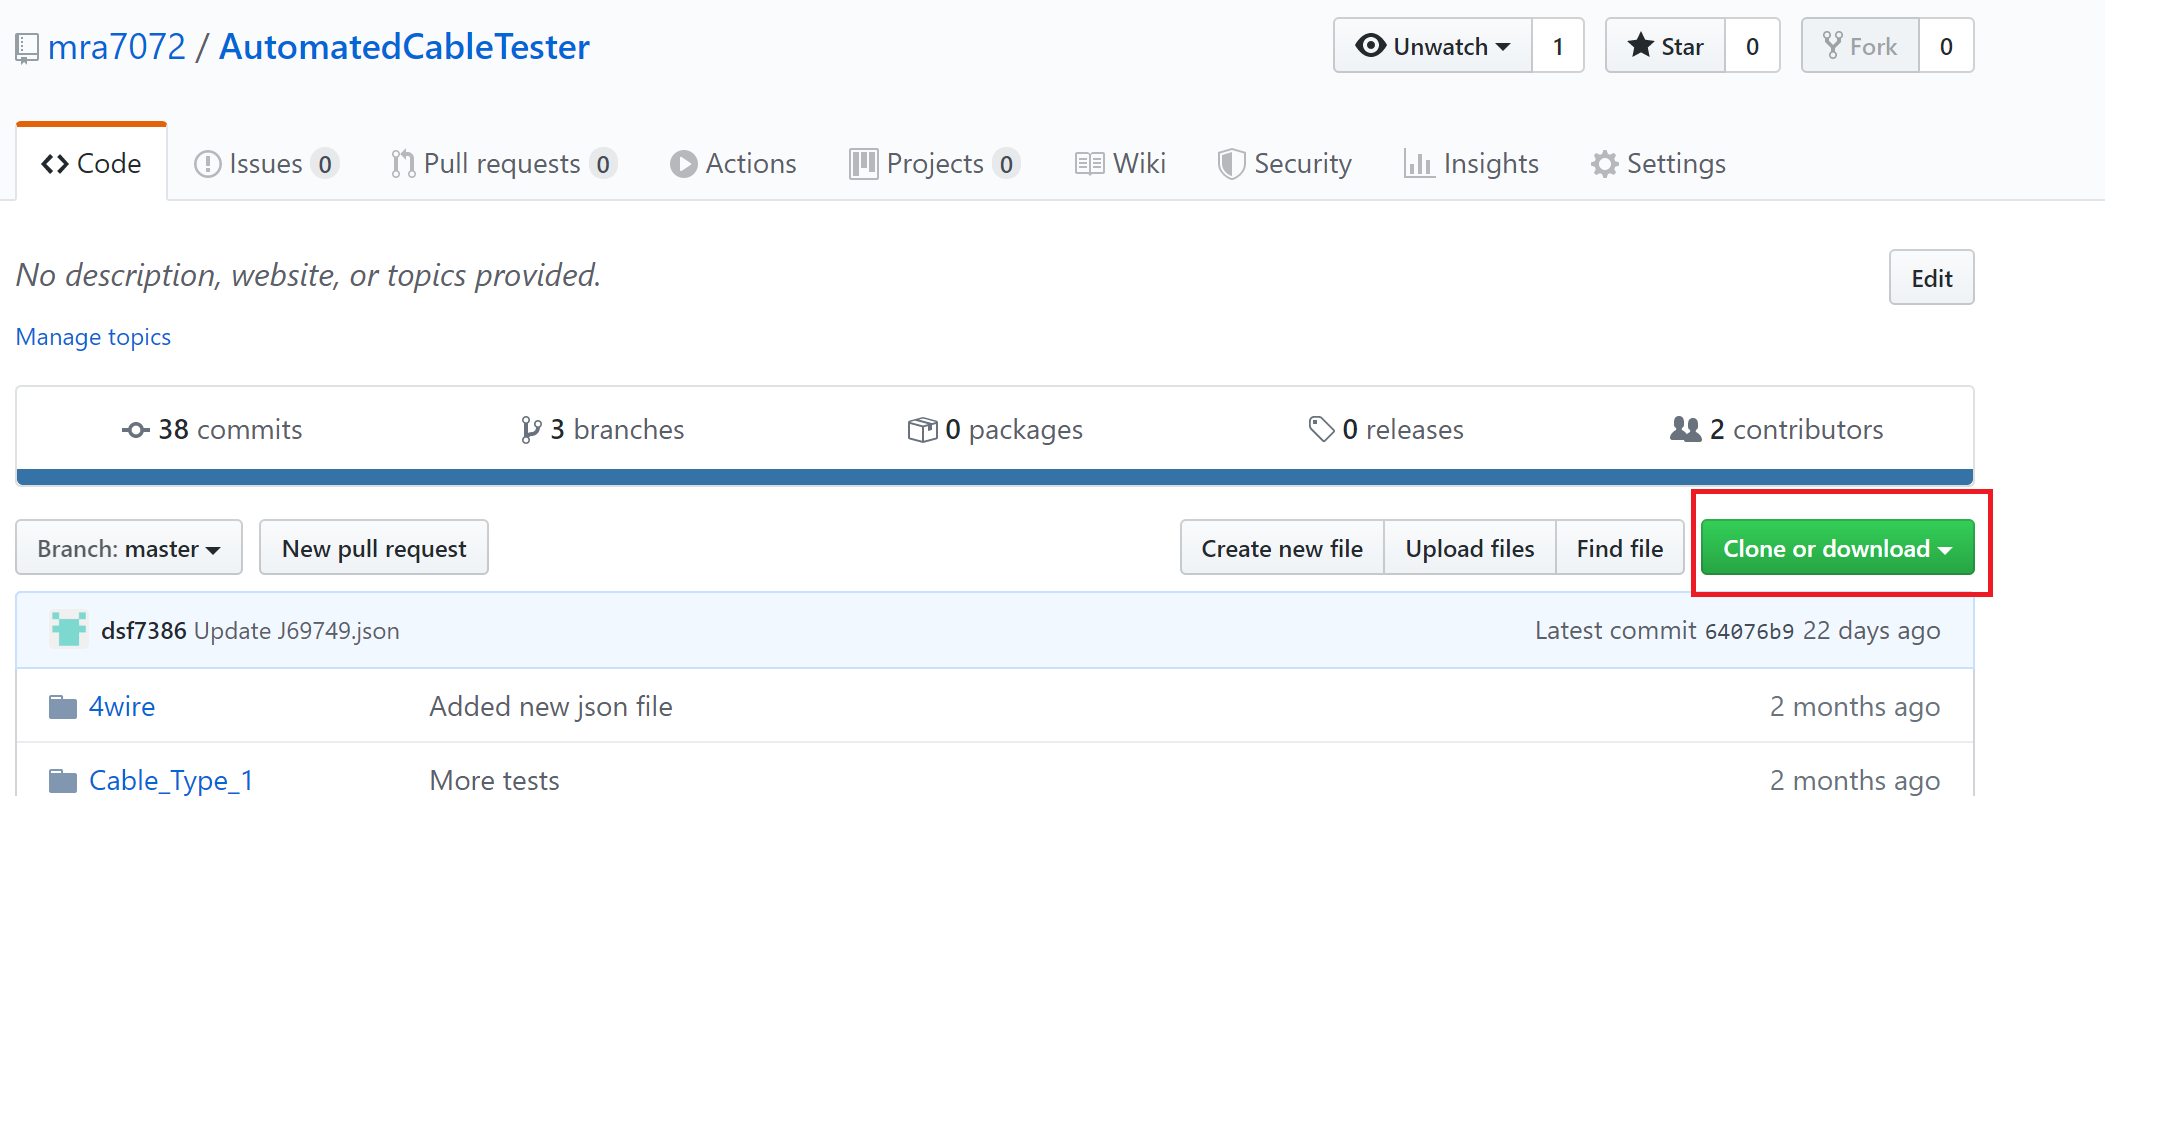 mra7072 / AutomatedCableTester
Unwatch 1 Star 0 Fork 0
Code Issues 0 Pull requests 0 Actions Projects 0 Wiki Security Insights Settings
No description, website, or topics provided. Edit
Manage topics
38 commits 3 branches 0 packages 0 releases 2 contributors
Branch: master New pull request Create new file Upload files Find file Clone or download
dsf7386 Update J69749.json Latest commit 64076b9 22 days ago
4wire Added new json file 2 months ago
Cable_Type_1 More tests 2 months ago